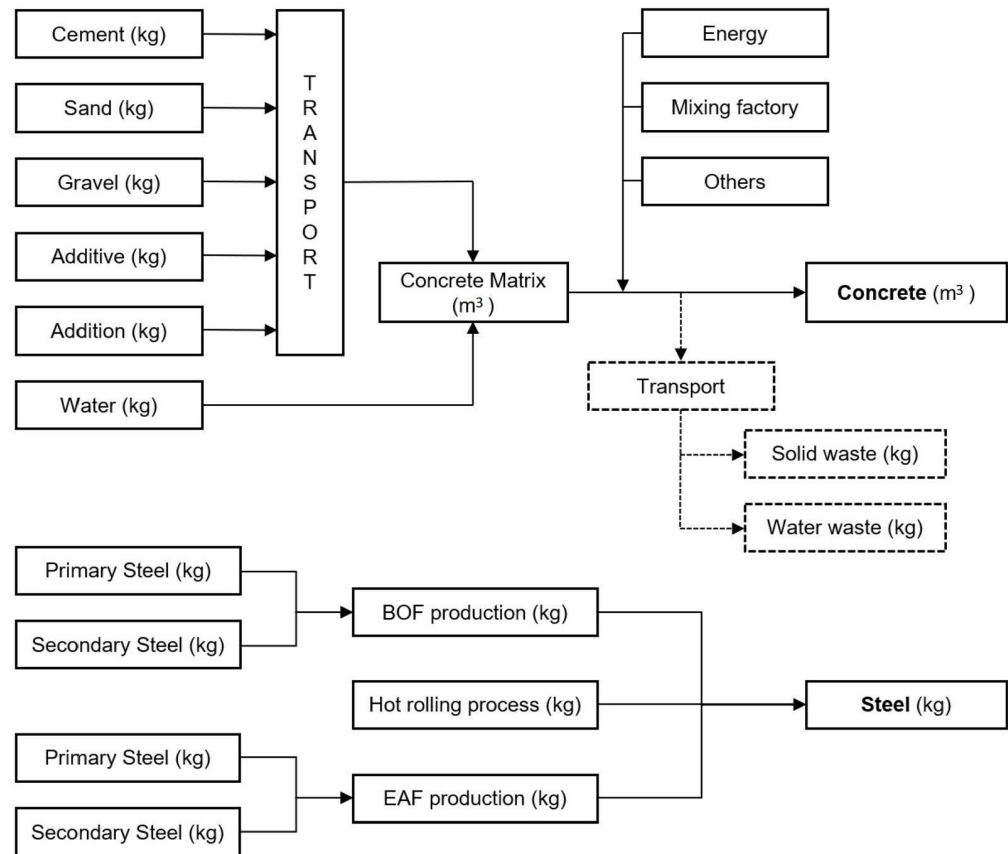 Cement (kg)
Sand (kg)
Gravel (kg)
Additive (kg)
Addition (kg)
Water (kg)
TRANSPORT
Concrete Matrix
(m³ )
Energy
Mixing factory
Others
Concrete (m³ )
Transport
Solid waste (kg)
Water waste (kg)
Primary Steel (kg)
Secondary Steel (kg)
BOF production (kg)
Hot rolling process (kg)
Primary Steel (kg)
Secondary Steel (kg)
EAF production (kg)
Steel (kg)